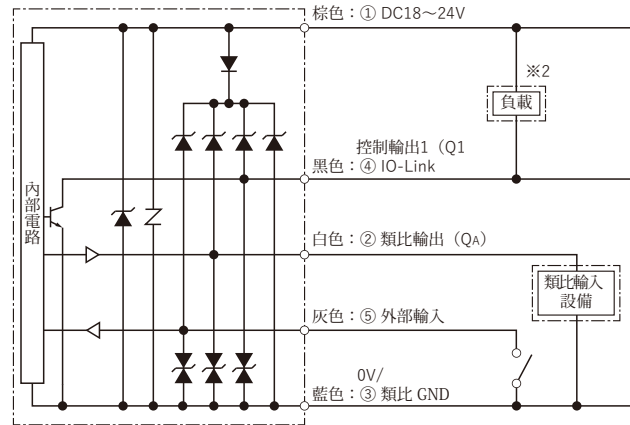 棕色：① DC18～24V
※2
負載
控制輸出1（Q1
黑色：④ IO-Link
內部電路
白色：② 類比輸出（QA）
類比輸入
設備
灰色：⑤ 外部輸入
0V/
藍色：③ 類比 GND